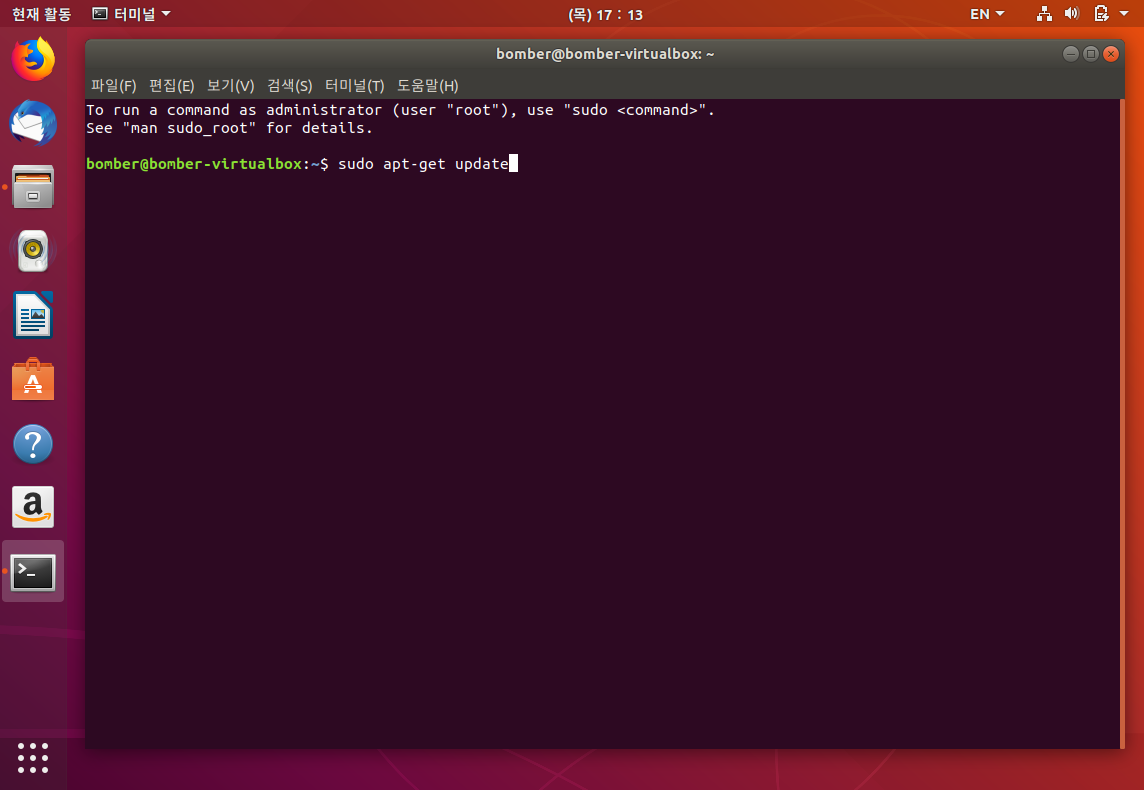 현재 활동 터미널 (목) 17 : 13 EN
bomber@bomber-virtualbox: ~
파일(F) 편집(E) 보기(V) 검색(S) 터미널(T) 도움말(H)
To run a command as administrator (user "root"), use "sudo <command>".
See "man sudo_root" for details.
bomber@bomber-virtualbox:~$ sudo apt-get update